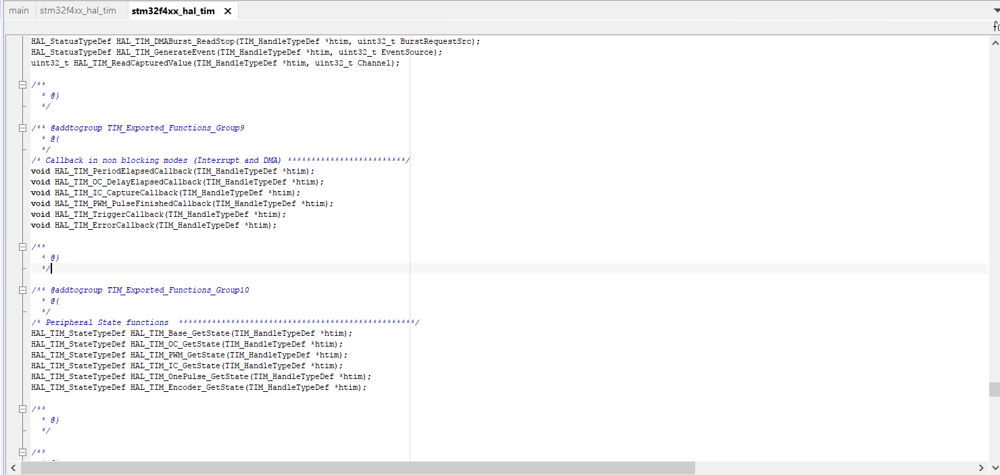 main stm32f4xx_hal_tim stm32f4xx_hal_tim
HAL_StatusTypeDef HAL_TIM_DMABurst_ReadStop(TIM_HandleTypeDef *htim, uint32_t BurstRequestSrc);
HAL_StatusTypeDef HAL_TIM_GenerateEvent(TIM_HandleTypeDef *htim, uint32_t EventSource);
uint32_t HAL_TIM_ReadCapturedValue(TIM_HandleTypeDef *htim, uint32_t Channel);
/**
* @}
*/
/** @addtogroup TIM_Exported_Functions_Group9
* @{
*/
/* Callback in non blocking modes (Interrupt and DMA) *************************/
void HAL_TIM_PeriodElapsedCallback(TIM_HandleTypeDef *htim);
void HAL_TIM_OC_DelayElapsedCallback(TIM_HandleTypeDef *htim);
void HAL_TIM_IC_CaptureCallback(TIM_HandleTypeDef *htim);
void HAL_TIM_PWM_PulseFinishedCallback(TIM_HandleTypeDef *htim);
void HAL_TIM_TriggerCallback(TIM_HandleTypeDef *htim);
void HAL_TIM_ErrorCallback(TIM_HandleTypeDef *htim);
/**
* @}
*/
/** @addtogroup TIM_Exported_Functions_Group10
* @{
*/
/* Peripheral State functions **************************************************/
HAL_TIM_StateTypeDef HAL_TIM_Base_GetState(TIM_HandleTypeDef *htim);
HAL_TIM_StateTypeDef HAL_TIM_OC_GetState(TIM_HandleTypeDef *htim);
HAL_TIM_StateTypeDef HAL_TIM_PWM_GetState(TIM_HandleTypeDef *htim);
HAL_TIM_StateTypeDef HAL_TIM_IC_GetState(TIM_HandleTypeDef *htim);
HAL_TIM_StateTypeDef HAL_TIM_OnePulse_GetState(TIM_HandleTypeDef *htim);
HAL_TIM_StateTypeDef HAL_TIM_Encoder_GetState(TIM_HandleTypeDef *htim);
/**
* @}
*/
/**